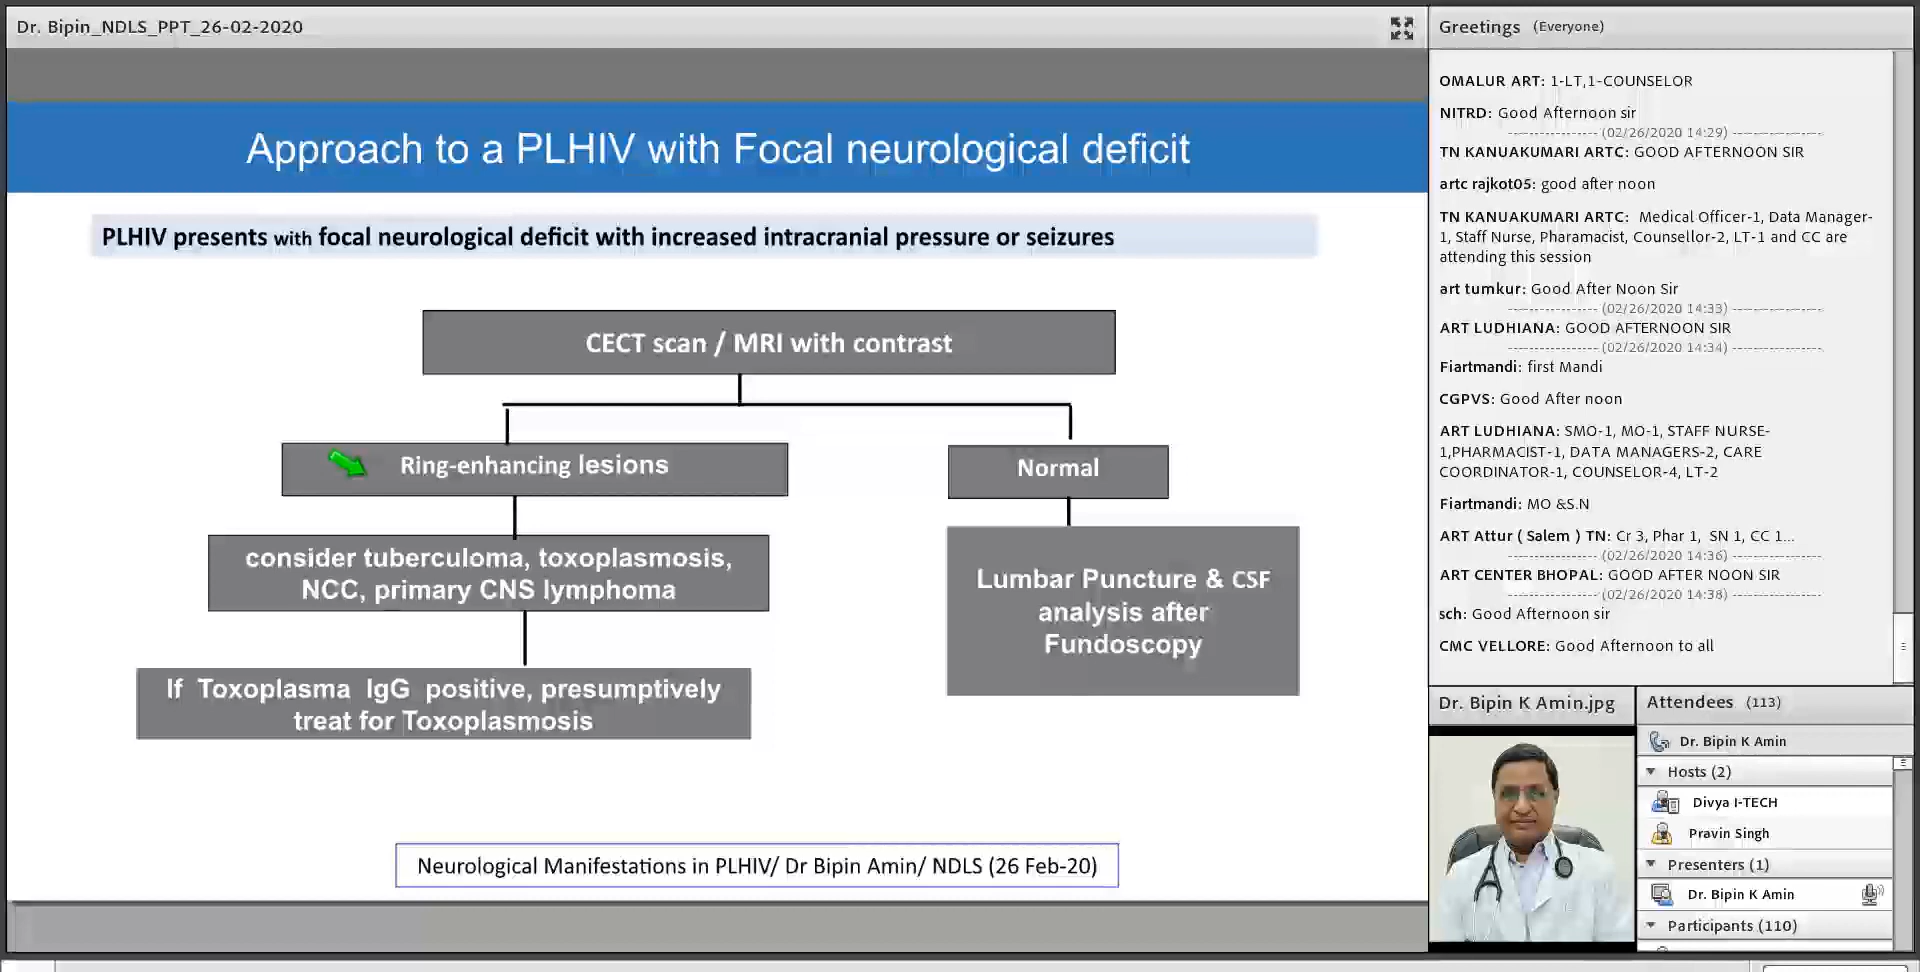 Dr. Bipin_NDLS_PPT_26-02-2020
Approach to a PLHIV with Focal neurological deficit
PLHIV presents with focal neurological deficit with increased intracranial pressure or seizures
CECT scan / MRI with contrast
Ring-enhancing lesions
Normal
consider tuberculoma, toxoplasmosis,
NCC, primary CNS lymphoma
Lumbar Puncture & CSF
analysis after
Fundoscopy
If Toxoplasma IgG positive, presumptively
treat for Toxoplasmosis
Neurological Manifestations in PLHIV/ Dr Bipin Amin/ NDLS (26 Feb-20)
Greetings (Everyone)
OMALUR ART: 1-LT,1-COUNSELOR
NITRD: Good Afternoon sir
---------------- (02/26/2020 14:29) ----------------
TN KANUAKUMARI ARTC: GOOD AFTERNOON SIR
artc rajkot05: good after noon
TN KANUAKUMARI ARTC: Medical Officer-1, Data Manager-
1, Staff Nurse, Pharamacist, Counsellor-2, LT-1 and CC are
attending this session
art tumkur: Good After Noon Sir
---------------- (02/26/2020 14:33) ----------------
ART LUDHIANA: GOOD AFTERNOON SIR
---------------- (02/26/2020 14:34) ----------------
Fiartmandi: first Mandi
CGPVS: Good After noon
ART LUDHIANA: SMO-1, MO-1, STAFF NURSE-
1,PHARMACIST-1, DATA MANAGERS-2, CARE
COORDINATOR-1, COUNSELOR-4, LT-2
Fiartmandi: MO &S.N
ART Attur ( Salem ) TN: Cr 3, Phar 1, SN 1, CC 1...
---------------- (02/26/2020 14:36) ----------------
ART CENTER BHOPAL: GOOD AFTER NOON SIR
---------------- (02/26/2020 14:38) ----------------
sch: Good Afternoon sir
CMC VELLORE: Good Afternoon to all
Dr. Bipin K Amin.jpg
Attendees (113)
Dr. Bipin K Amin
Hosts (2)
Divya I-TECH
Pravin Singh
Presenters (1)
Dr. Bipin K Amin
Participants (110)